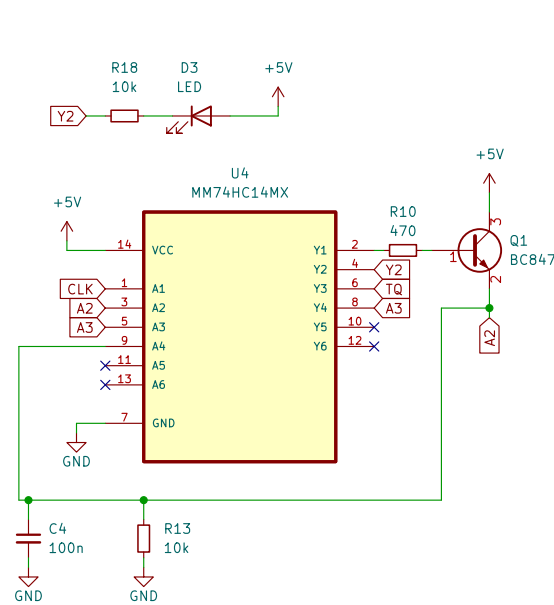 R18
10k
D3
LED
+5V
Y2
U4
MM74HC14MX
+5V
+5V
R10
470
Q1
BC847
1
3
2
14 VCC
CLK 1 A1
A2 3 A2
A3 5 A3
9 A4
11 A5
13 A6
7 GND
Y1 2
Y2 4 Y2
Y3 6 TQ
Y4 8 A3
Y5 10
Y6 12
A2
GND
C4
100n
R13
10k
GND
GND